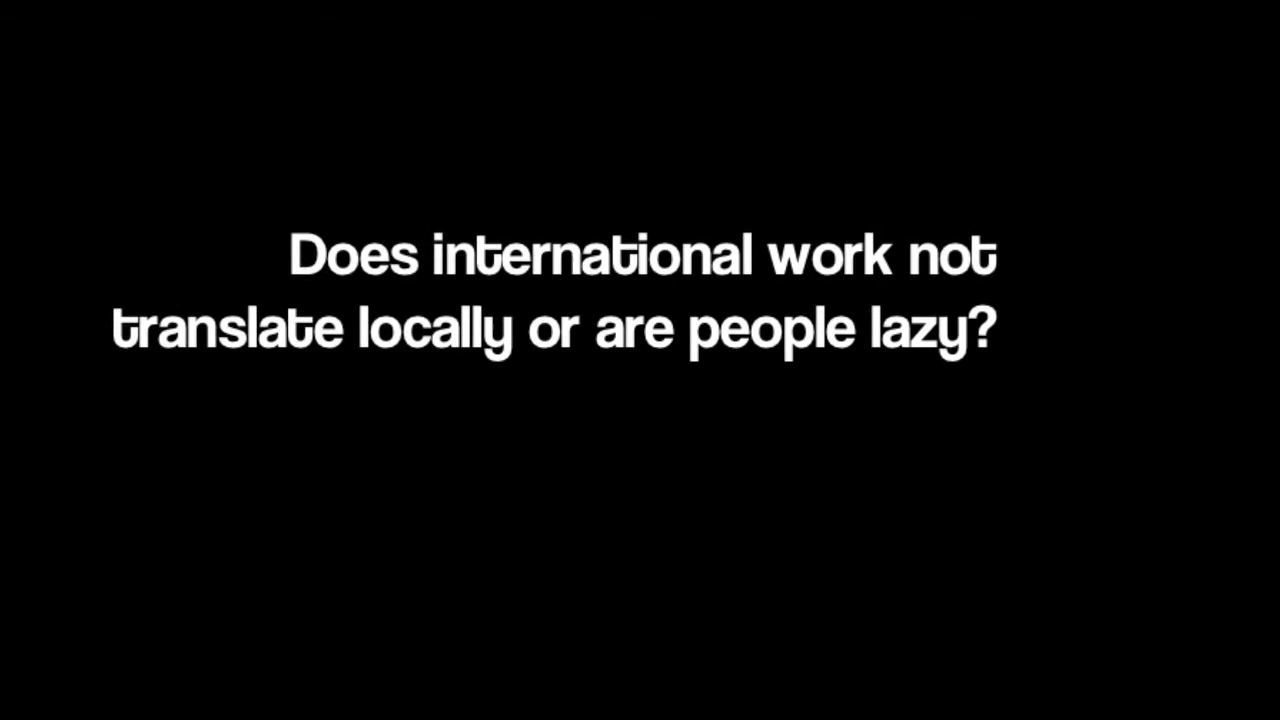 Does international work not
translate locally or are people lazy?